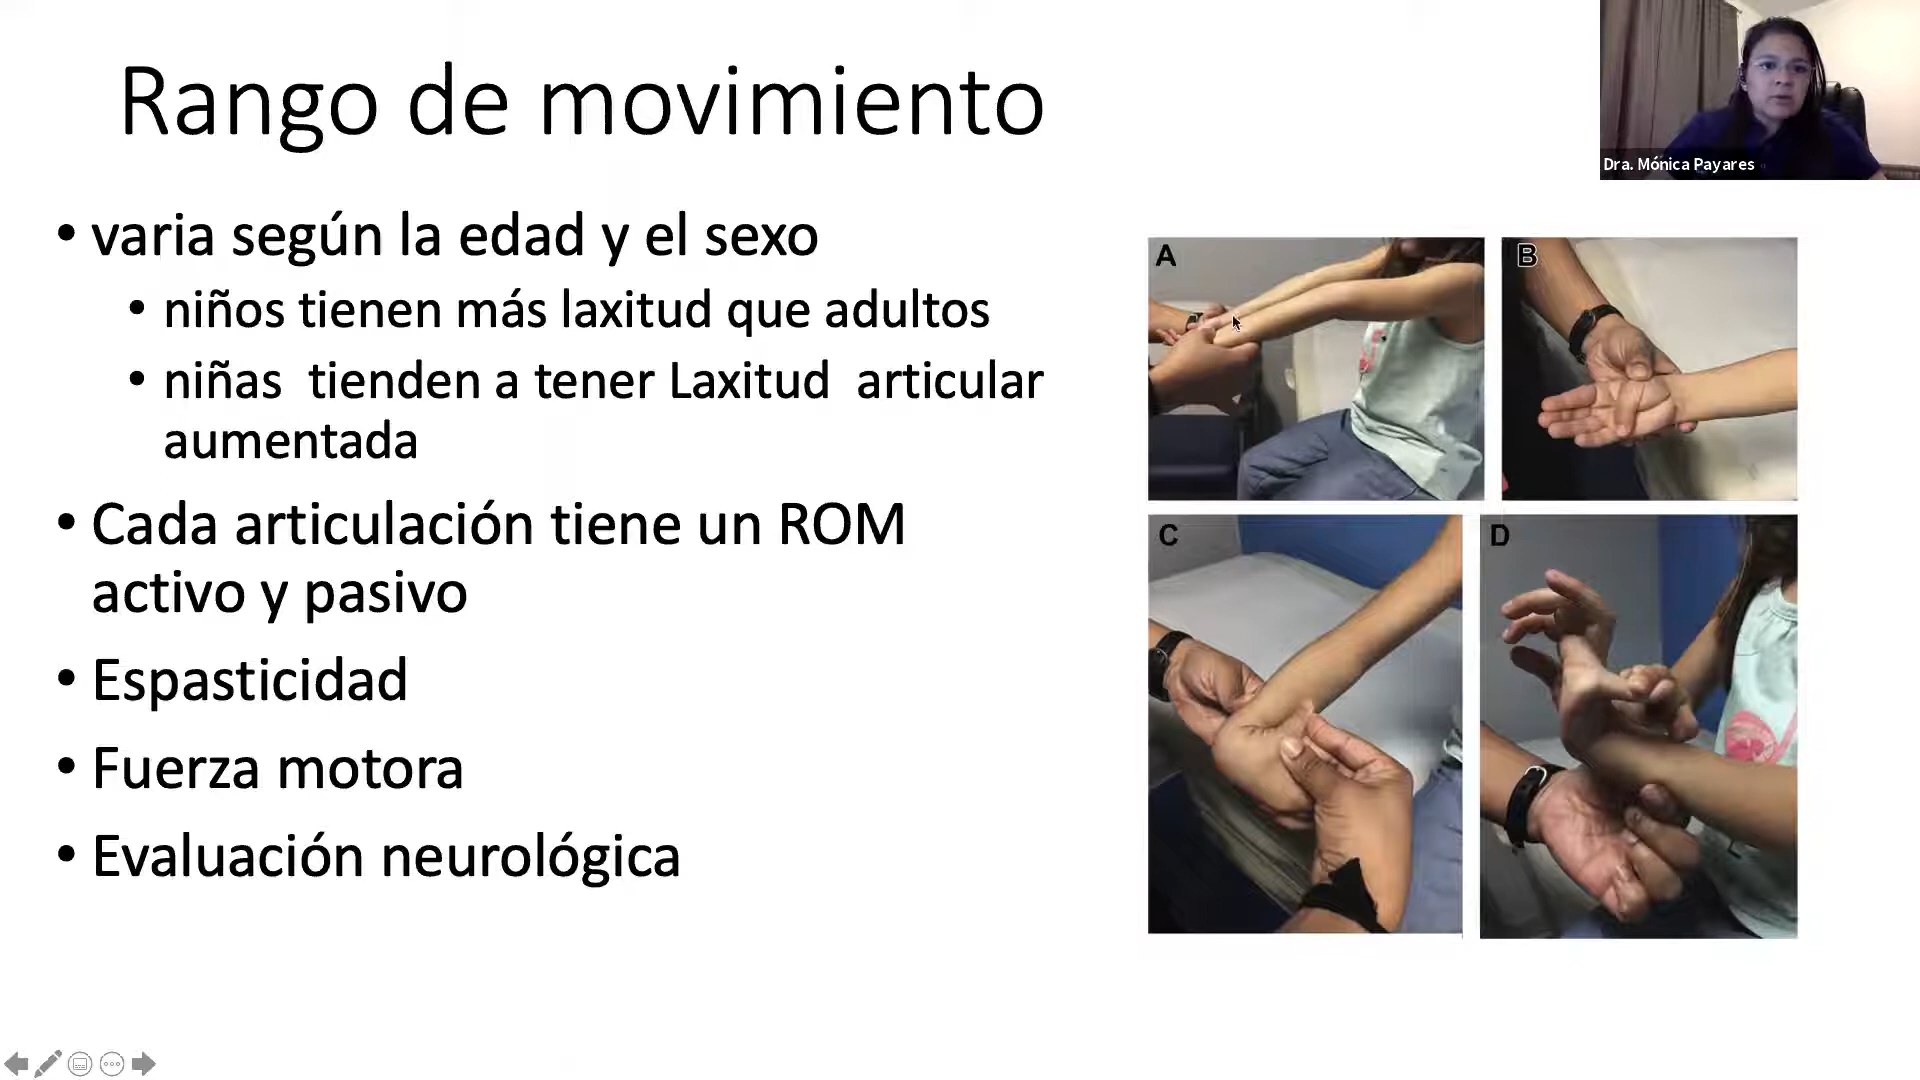 Rango de movimiento
Dra. Mónica Payares
• varia según la edad y el sexo
• niños tienen más laxitud que adultos
• niñas tienden a tener Laxitud articular
aumentada
• Cada articulación tiene un ROM
activo y pasivo
• Espasticidad
• Fuerza motora
• Evaluación neurológica
A
B
C
D